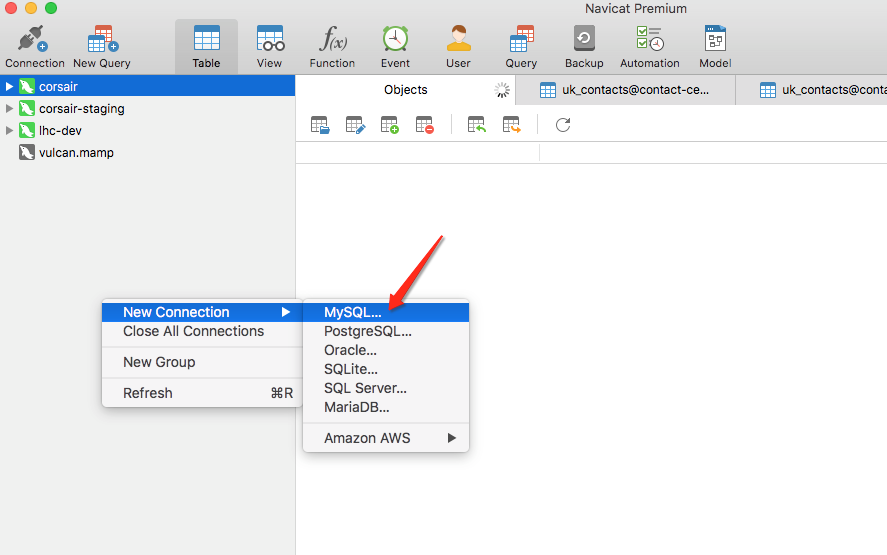 Navicat Premium
Connection New Query Table View Function Event User Query Backup Automation Model
f(x)
corsair
corsair-staging
lhc-dev
vulcan.mamp
Objects uk_contacts@contact-ce... uk_contacts@conta
New Connection
Close All Connections
New Group
Refresh ⌘R
MySQL...
PostgreSQL...
Oracle...
SQLite...
SQL Server...
MariaDB...
Amazon AWS